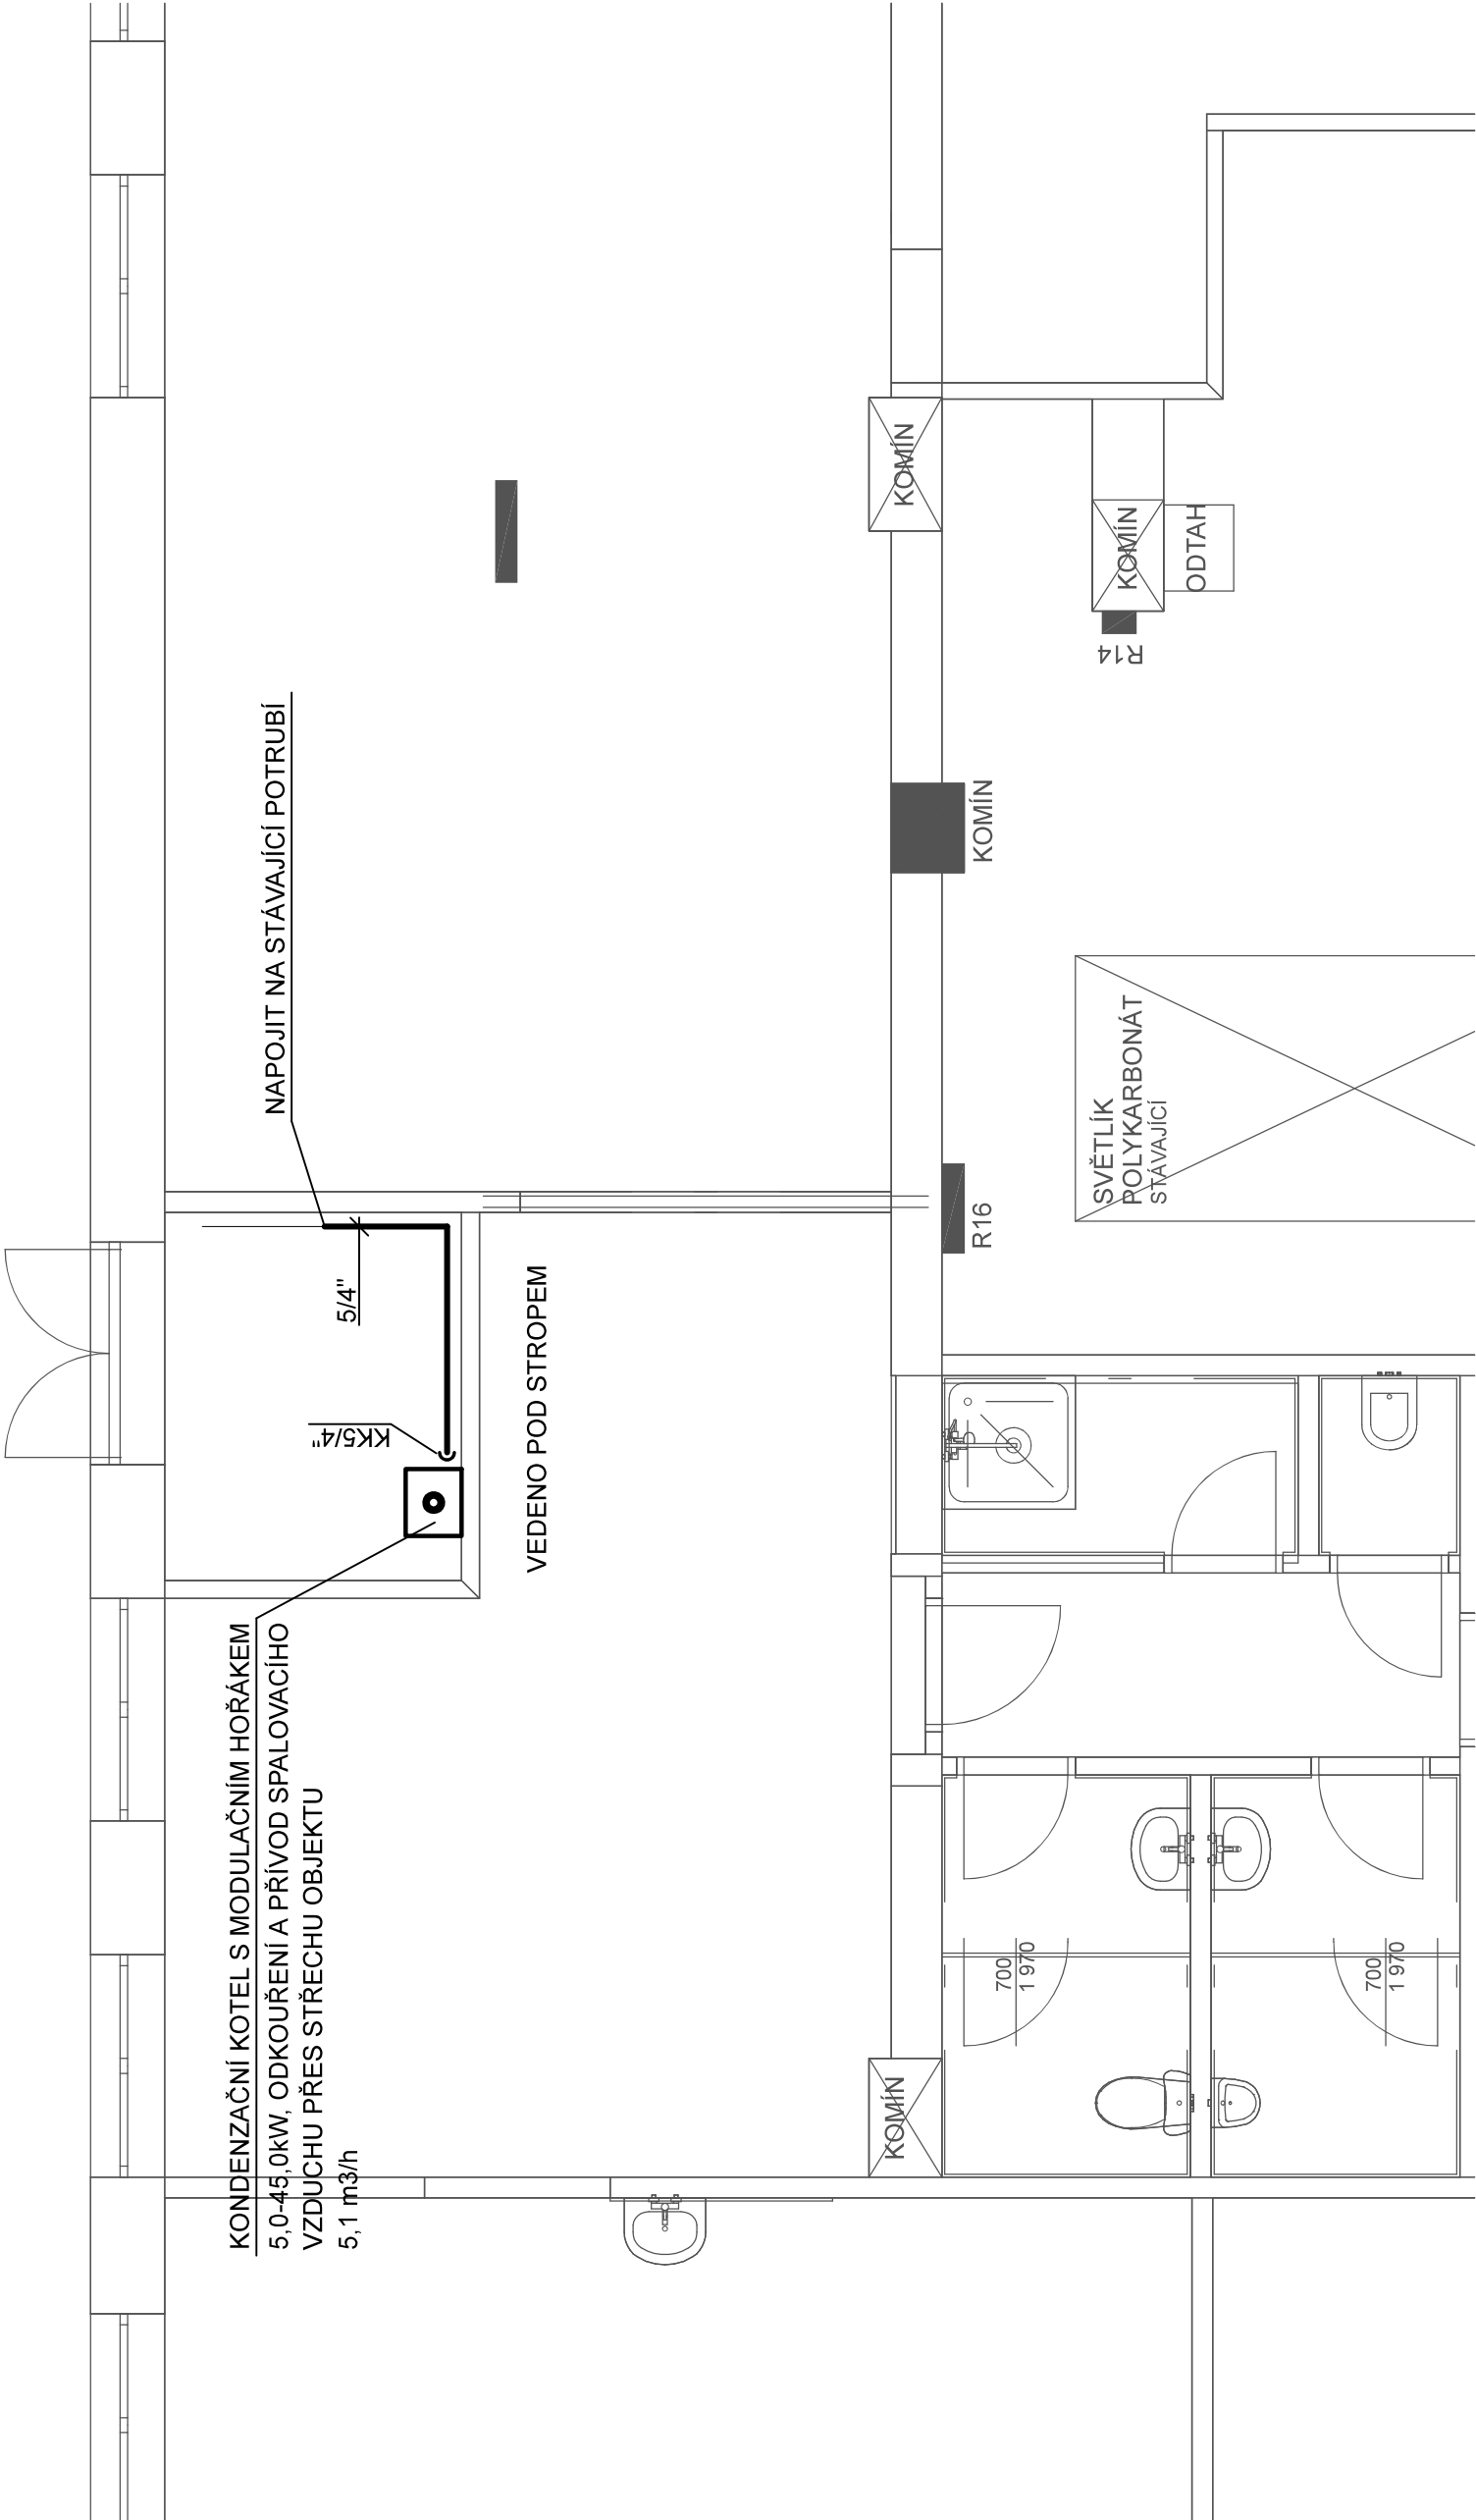 NAPOJIT NA STÁVAJÍCÍ POTRUBÍ
5/4"
KK5/4"
VEDENO POD STROPEM
KONDENZAČNÍ KOTEL S MODULAČNÍM HOŘÁKEM
5,0-45,0kW, ODKOUŘENÍ A PŘÍVOD SPALOVACÍHO
VZDUCHU PŘES STŘECHU OBJEKTU
5,1 m3/h
KOMÍN
KOMÍN
ODTAH
R14
KOMÍN
SVĚTLÍK
POLYKARBONÁT
STÁVAJÍCÍ
R16
700
1 970
700
1 970
KOMÍN